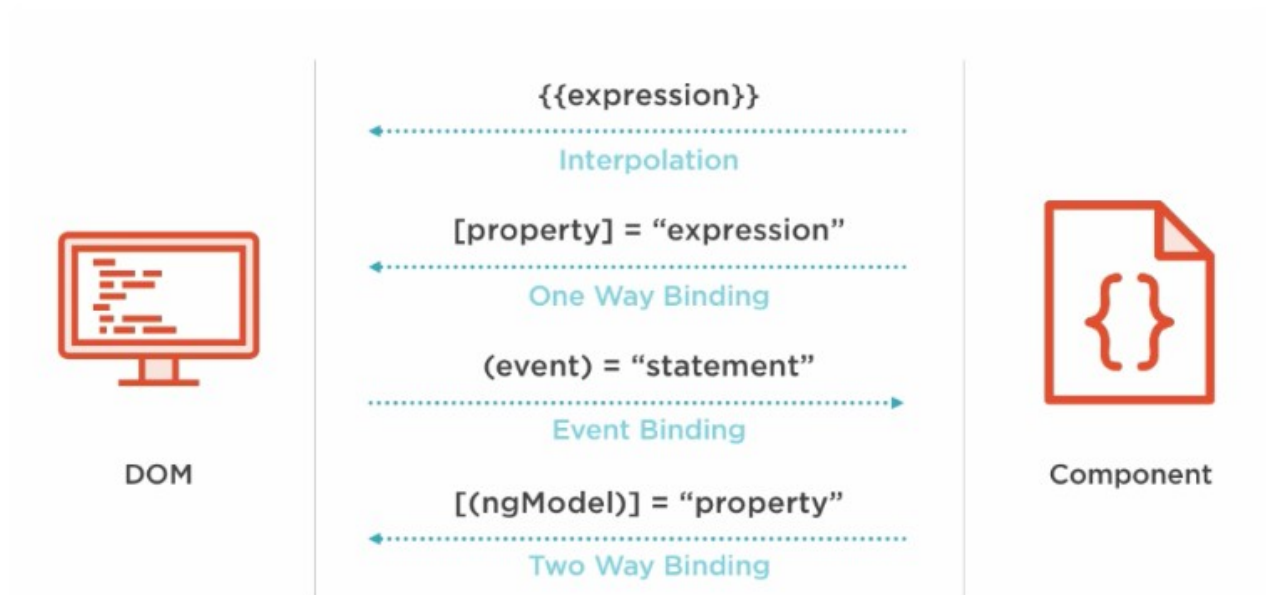 {{expression}}
Interpolation
[property] = “expression”
One Way Binding
(event) = “statement”
Event Binding
DOM
Component
[(ngModel)] = “property”
Two Way Binding